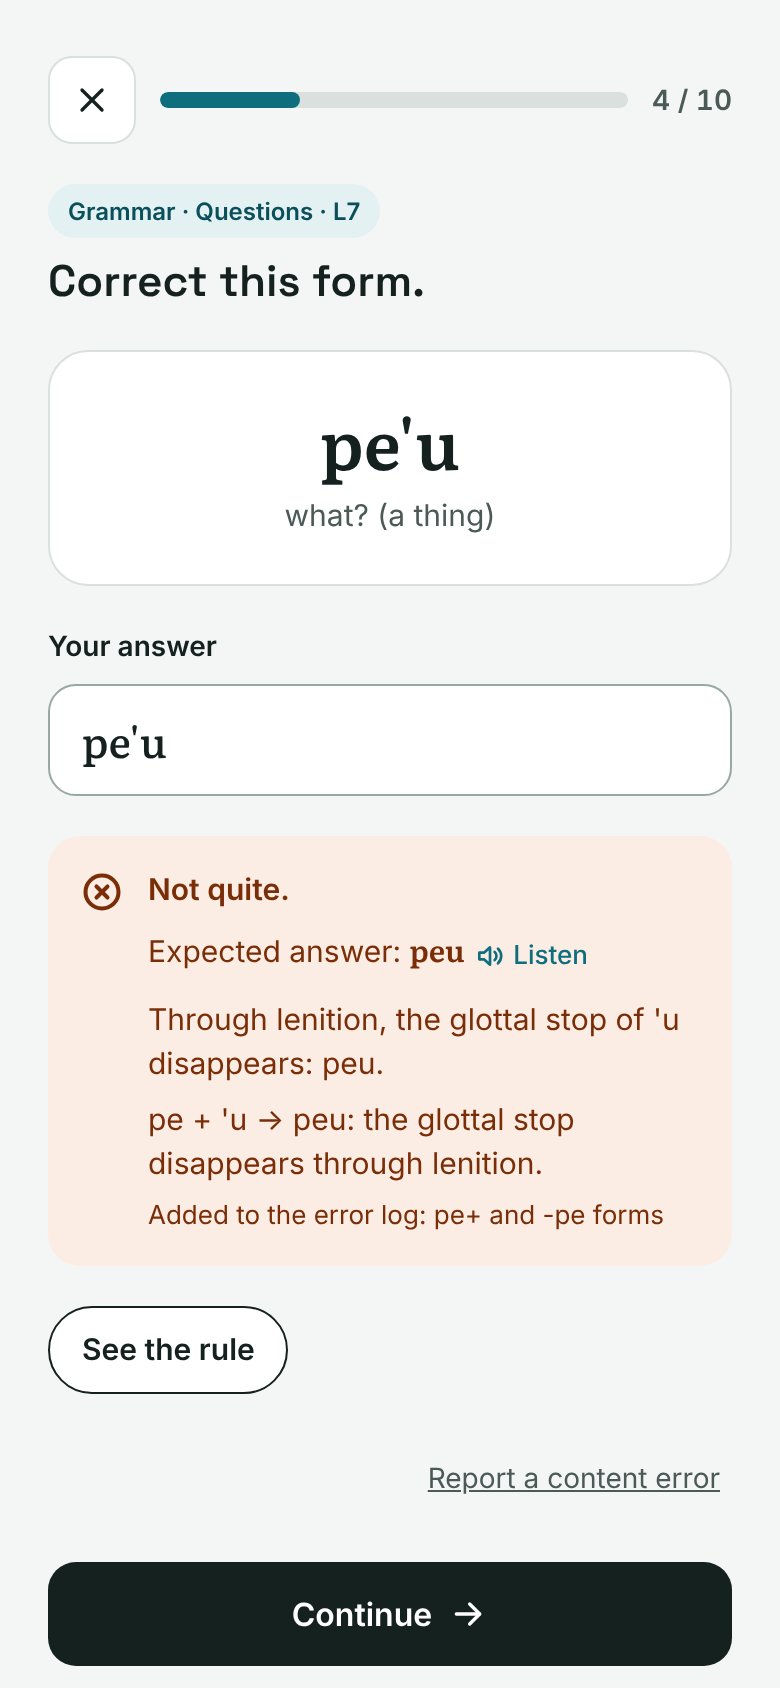 4 / 10
Grammar · Questions · L7
Correct this form.
pe'u
what? (a thing)
Your answer
pe'u
Not quite.
Expected answer: peu Listen
Through lenition, the glottal stop of 'u
disappears: peu.
pe + 'u → peu: the glottal stop
disappears through lenition.
Added to the error log: pe+ and -pe forms
See the rule
Report a content error
Continue →